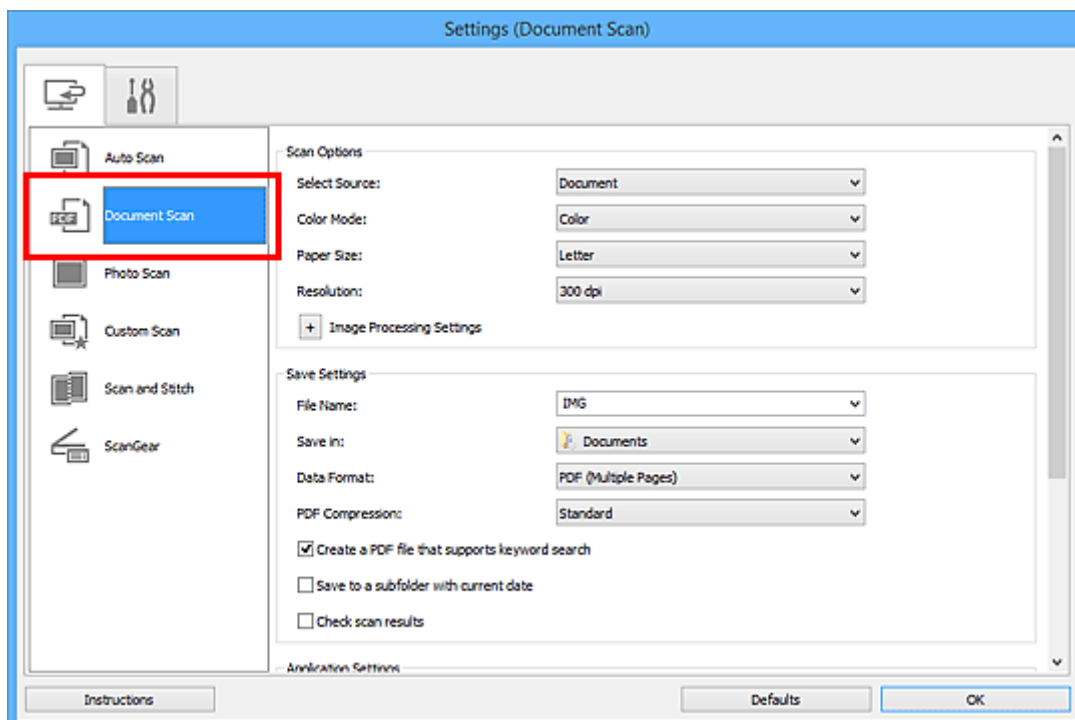 Settings (Document Scan)
Auto Scan
PDF Document Scan
Photo Scan
Custom Scan
Scan and Stitch
ScanGear
Scan Options
Select Source: Document
Color Mode: Color
Paper Size: Letter
Resolution: 300 dpi
+ Image Processing Settings
Save Settings
File Name: IMG
Save in: Documents
Data Format: PDF (Multiple Pages)
PDF Compression: Standard
Create a PDF file that supports keyword search
Save to a subfolder with current date
Check scan results
Application Settings
Instructions Defaults OK